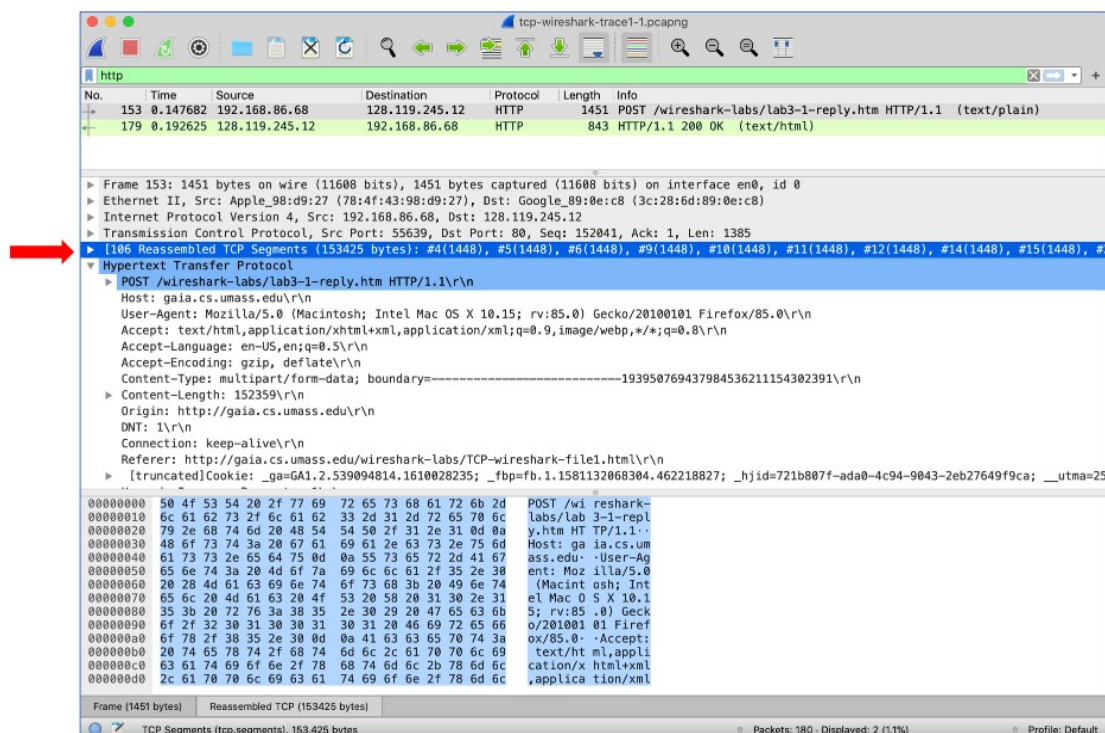 tcp-wireshark-trace1-1.pcapng
http
No. Time Source Destination Protocol Length Info
153 0.147682 192.168.86.68 128.119.245.12 HTTP 1451 POST /wireshark-labs/lab3-1-reply.htm HTTP/1.1 (text/plain)
179 0.192625 128.119.245.12 192.168.86.68 HTTP 843 HTTP/1.1 200 OK (text/html)
Frame 153: 1451 bytes on wire (11608 bits), 1451 bytes captured (11608 bits) on interface en0, id 0
Ethernet II, Src: Apple_98:d9:27 (78:4f:43:98:d9:27), Dst: Google_89:0e:c8 (3c:28:6d:89:0e:c8)
Internet Protocol Version 4, Src: 192.168.86.68, Dst: 128.119.245.12
Transmission Control Protocol, Src Port: 55639, Dst Port: 80, Seq: 152041, Ack: 1, Len: 1385
[106 Reassembled TCP Segments (153425 bytes): #4(1448), #5(1448), #6(1448), #9(1448), #10(1448), #11(1448), #12(1448), #14(1448), #15(1448),
Hypertext Transfer Protocol
POST /wireshark-labs/lab3-1-reply.htm HTTP/1.1\r\n
Host: gaia.cs.umass.edu\r\n
User-Agent: Mozilla/5.0 (Macintosh; Intel Mac OS X 10.15; rv:85.0) Gecko/20100101 Firefox/85.0\r\n
Accept: text/html,application/xhtml+xml,application/xml;q=0.9,image/webp,*/*;q=0.8\r\n
Accept-Language: en-US,en;q=0.5\r\n
Accept-Encoding: gzip, deflate\r\n
Content-Type: multipart/form-data; boundary=---------------------------193950769437984536211154302391\r\n
Content-Length: 152359\r\n
Origin: http://gaia.cs.umass.edu\r\n
DNT: 1\r\n
Connection: keep-alive\r\n
Referer: http://gaia.cs.umass.edu/wireshark-labs/TCP-wireshark-file1.html\r\n
[truncated]Cookie: _ga=GA1.2.539094814.1610028235; _fbp=fb.1.1581132068304.462218827; _hjid=721b807f-ada0-4c94-9043-2eb27649f9ca; __utma=25
00000000 50 4f 53 54 20 2f 77 69 72 65 73 68 61 72 6b 2d POST /wi reshark-
00000010 6c 61 62 73 2f 6c 61 62 33 2d 31 2d 72 65 70 6c labs/lab 3-1-repl
00000020 79 2e 68 74 6d 20 48 54 54 50 2f 31 2e 31 0d 0a y.htm HT TP/1.1··
00000030 48 6f 73 74 3a 20 67 61 69 61 2e 63 73 2e 75 6d Host: ga ia.cs.um
00000040 61 73 73 2e 65 64 75 0d 0a 55 73 65 72 2d 41 67 ass.edu· ·User-Ag
00000050 65 6e 74 3a 20 4d 6f 7a 69 6c 6c 61 2f 35 2e 30 ent: Moz illa/5.0
00000060 20 28 4d 61 63 69 6e 74 6f 73 68 3b 20 49 6e 74 (Macint osh; Int
00000070 65 6c 20 4d 61 63 20 4f 53 20 58 20 31 30 2e 31 el Mac O S X 10.1
00000080 35 3b 20 72 76 3a 38 35 2e 30 29 20 47 65 63 6b 5; rv:85 .0) Geck
00000090 6f 2f 32 30 31 30 30 31 30 31 20 46 69 72 65 66 o/201001 01 Firef
000000a0 6f 78 2f 38 35 2e 30 0d 0a 41 63 63 65 70 74 3a ox/85.0· ·Accept:
000000b0 20 74 65 78 74 2f 68 74 6d 6c 2c 61 70 70 6c 69 text/ht ml,appli
000000c0 63 61 74 69 6f 6e 2f 78 68 74 6d 6c 2b 78 6d 6c cation/x html+xml
000000d0 2c 61 70 70 6c 69 63 61 74 69 6f 6e 2f 78 6d 6c ,applica tion/xml
Frame (1451 bytes) Reassembled TCP (153425 bytes)
TCP Segments (tcp.segments), 153,425 bytes Packets: 180 · Displayed: 2 (1.1%) Profile: Default